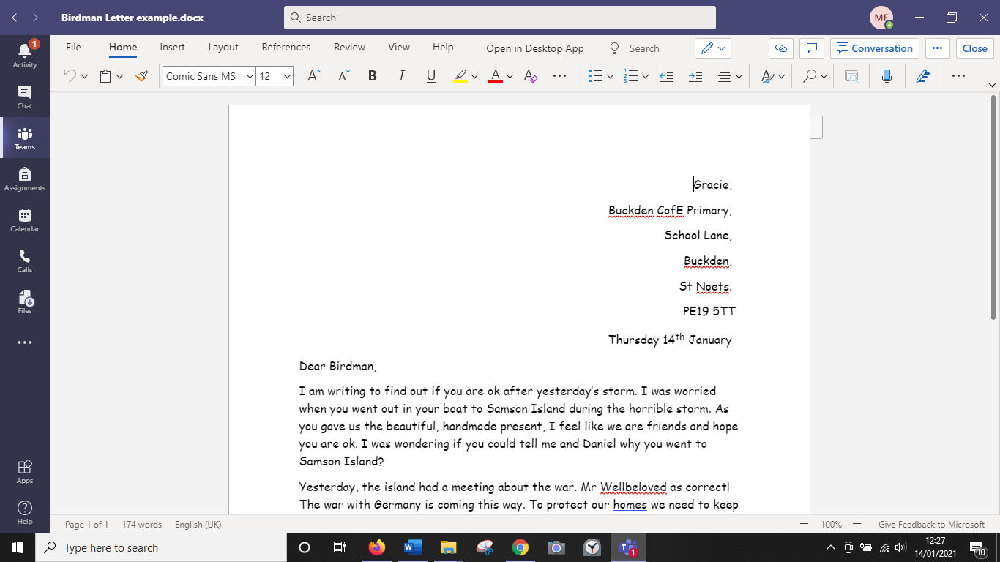 Birdman Letter example.docx
Search
MF
File Home Insert Layout References Review View Help Open in Desktop App Search Conversation Close
Comic Sans MS 12 A A B I U A
1
Activity
Chat
Teams
Assignments
Calendar
Calls
Files
Apps
Help
Gracie,
Buckden CofE Primary,
School Lane,
Buckden,
St Noets.
PE19 5TT
Thursday 14th January
Dear Birdman,
I am writing to find out if you are ok after yesterday's storm. I was worried
when you went out in your boat to Samson Island during the horrible storm. As
you gave us the beautiful, handmade present, I feel like we are friends and hope
you are ok. I was wondering if you could tell me and Daniel why you went to
Samson Island?
Yesterday, the island had a meeting about the war. Mr Wellbeloved as correct!
The war with Germany is coming this way. To protect our homes we need to keep
Page 1 of 1 174 words English (UK) 100% Give Feedback to Microsoft
Type here to search
1
12:27
14/01/2021
10